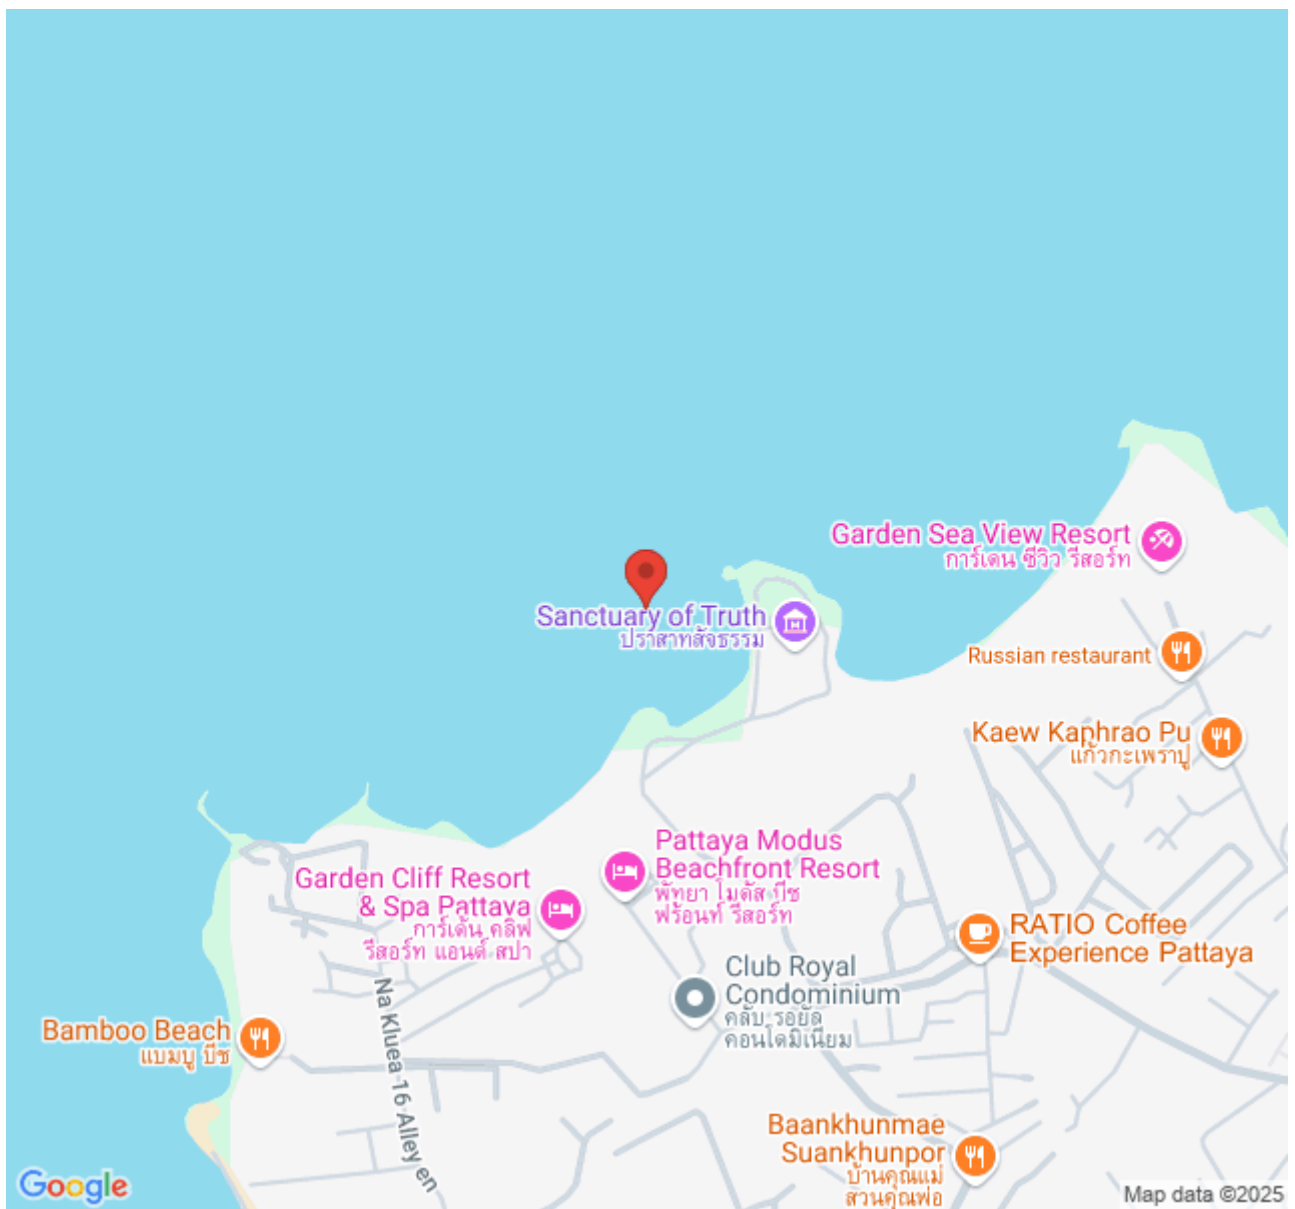 Garden Sea View Resort
การ์เดน ซีวิว รีสอร์ท
Sanctuary of Truth
ปราสาทสัจธรรม
Russian restaurant
Kaew Kaphrao Pu
แก้วกะเพราปู
Pattaya Modus
Beachfront Resort
พัทยา โมดัส บีช
ฟร้อนท์ รีสอร์ท
Garden Cliff Resort
& Spa Pattaya
การ์เด้น คลิฟ
รีสอร์ท แอนด์ สปา
RATIO Coffee
Experience Pattaya
Club Royal
Condominium
คลับ รอยัล
คอนโดมิเนียม
Na Kluea 16 Alley en
Bamboo Beach
แบมบู บีช
Baankhunmae
Suankhunpor
บ้านคุณแม่
สวนคุณพ่อ
Google
Map data ©2025